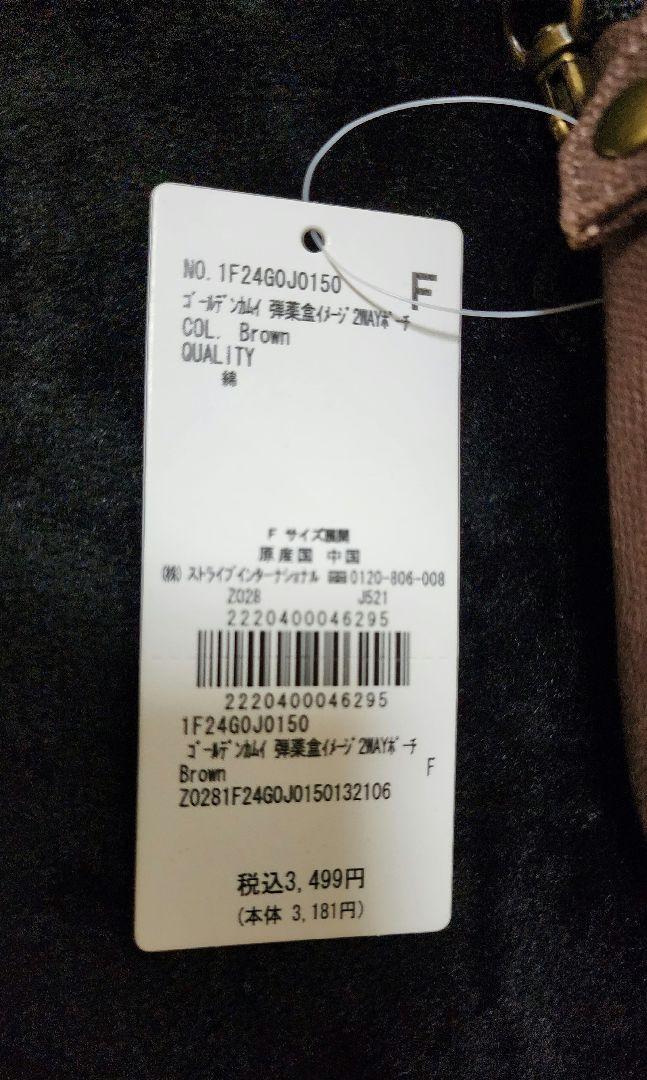 NO. 1F24G0J0150
F
ゴールデンカムイ 弾薬盒イメージ2WAYポーチ
COL. Brown
QUALITY
綿
F サイズ展開
原産国 中国
(株) ストライプインターナショナル 0120-806-008
Z028 J521
2220400046295
2220400046295
1F24G0J0150
ゴールデンカムイ 弾薬盒イメージ2WAYポーチ
Brown F
Z0281F24G0J0150132106
税込3,499円
(本体 3,181円)